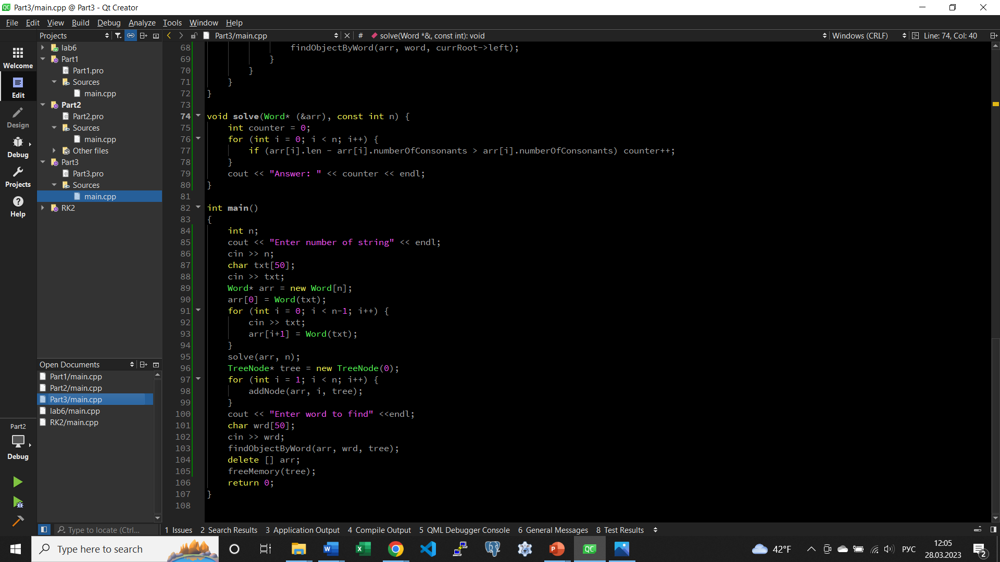 Part3/main.cpp @ Part3 - Qt Creator
File Edit View Build Debug Analyze Tools Window Help
Projects
Part3/main.cpp
#
solve(Word *&, const int): void
Windows (CRLF)
Line: 74, Col: 40
Welcome
Edit
Design
Debug
Projects
Help
lab6
Part1
Part1.pro
Sources
main.cpp
Part2
Part2.pro
Sources
main.cpp
Other files
Part3
Part3.pro
Sources
main.cpp
RK2
Open Documents
Part1/main.cpp
Part2/main.cpp
Part3/main.cpp
lab6/main.cpp
RK2/main.cpp
Part2
Debug
68 findObjectByWord(arr, word, currRoot->left);
69 }
70 }
71 }
72 }
73
74 void solve(Word* (&arr), const int n) {
75 int counter = 0;
76 for (int i = 0; i < n; i++) {
77 if (arr[i].len - arr[i].numberOfConsonants > arr[i].numberOfConsonants) counter++;
78 }
79 cout << "Answer: " << counter << endl;
80 }
81
82 int main()
83 {
84 int n;
85 cout << "Enter number of string" << endl;
86 cin >> n;
87 char txt[50];
88 cin >> txt;
89 Word* arr = new Word[n];
90 arr[0] = Word(txt);
91 for (int i = 0; i < n-1; i++) {
92 cin >> txt;
93 arr[i+1] = Word(txt);
94 }
95 solve(arr, n);
96 TreeNode* tree = new TreeNode(0);
97 for (int i = 1; i < n; i++) {
98 addNode(arr, i, tree);
99 }
100 cout << "Enter word to find" <<endl;
101 char wrd[50];
102 cin >> wrd;
103 findObjectByWord(arr, wrd, tree);
104 delete [] arr;
105 freeMemory(tree);
106 return 0;
107 }
108
Type to locate (Ctrl...
1 Issues 2 Search Results 3 Application Output 4 Compile Output 5 QML Debugger Console 6 General Messages 8 Test Results
Type here to search
42°F
РУС
12:05
28.03.2023
2